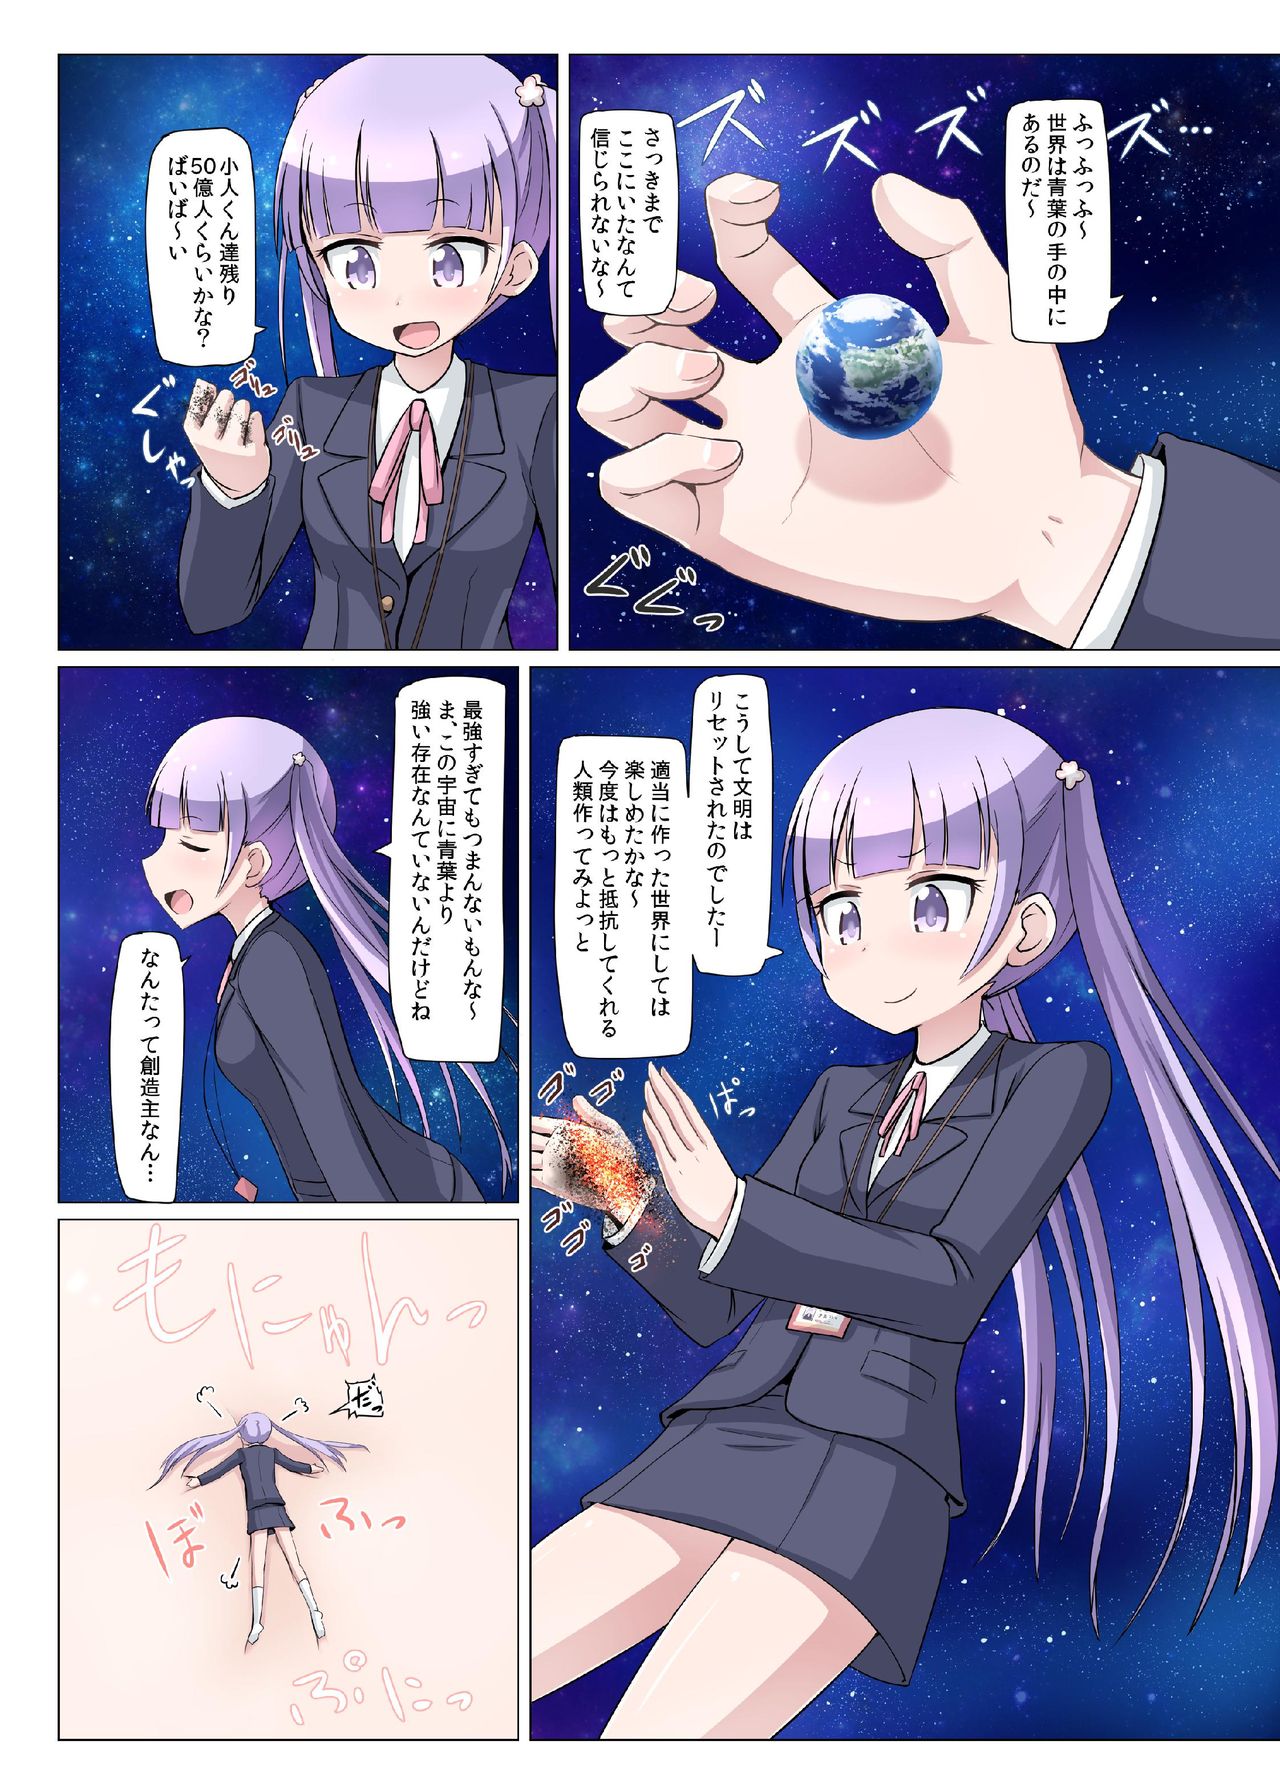 ふっふっふ～
世界は青葉の手の中に
あるのだ～
ズズズズ…
さっきまで
ここにいたなんて
信じられないな～
ぐぐっ
小人くん達残り
50億人くらいかな?
ばいば～い
ゴリュ
ゴリュ
ぐしゃっ
こうして文明は
リセットされたのでしたー
適当に作った世界にしては
楽しめたかな～
今度はもっと抵抗してくれる
人類作ってみよっと
ぱっ
ゴゴゴ
ゴゴゴ
最強すぎてもつまんないもんな～
ま、この宇宙に青葉より
強い存在なんていないんだけどね
なんたって創造主なん…
もにゅんっ
だっ
ぼふっ
ぷにっ